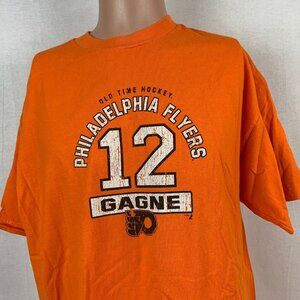 OLD TIME HOCKEY
PHILADELPHIA FLYERS
12
GAGNE